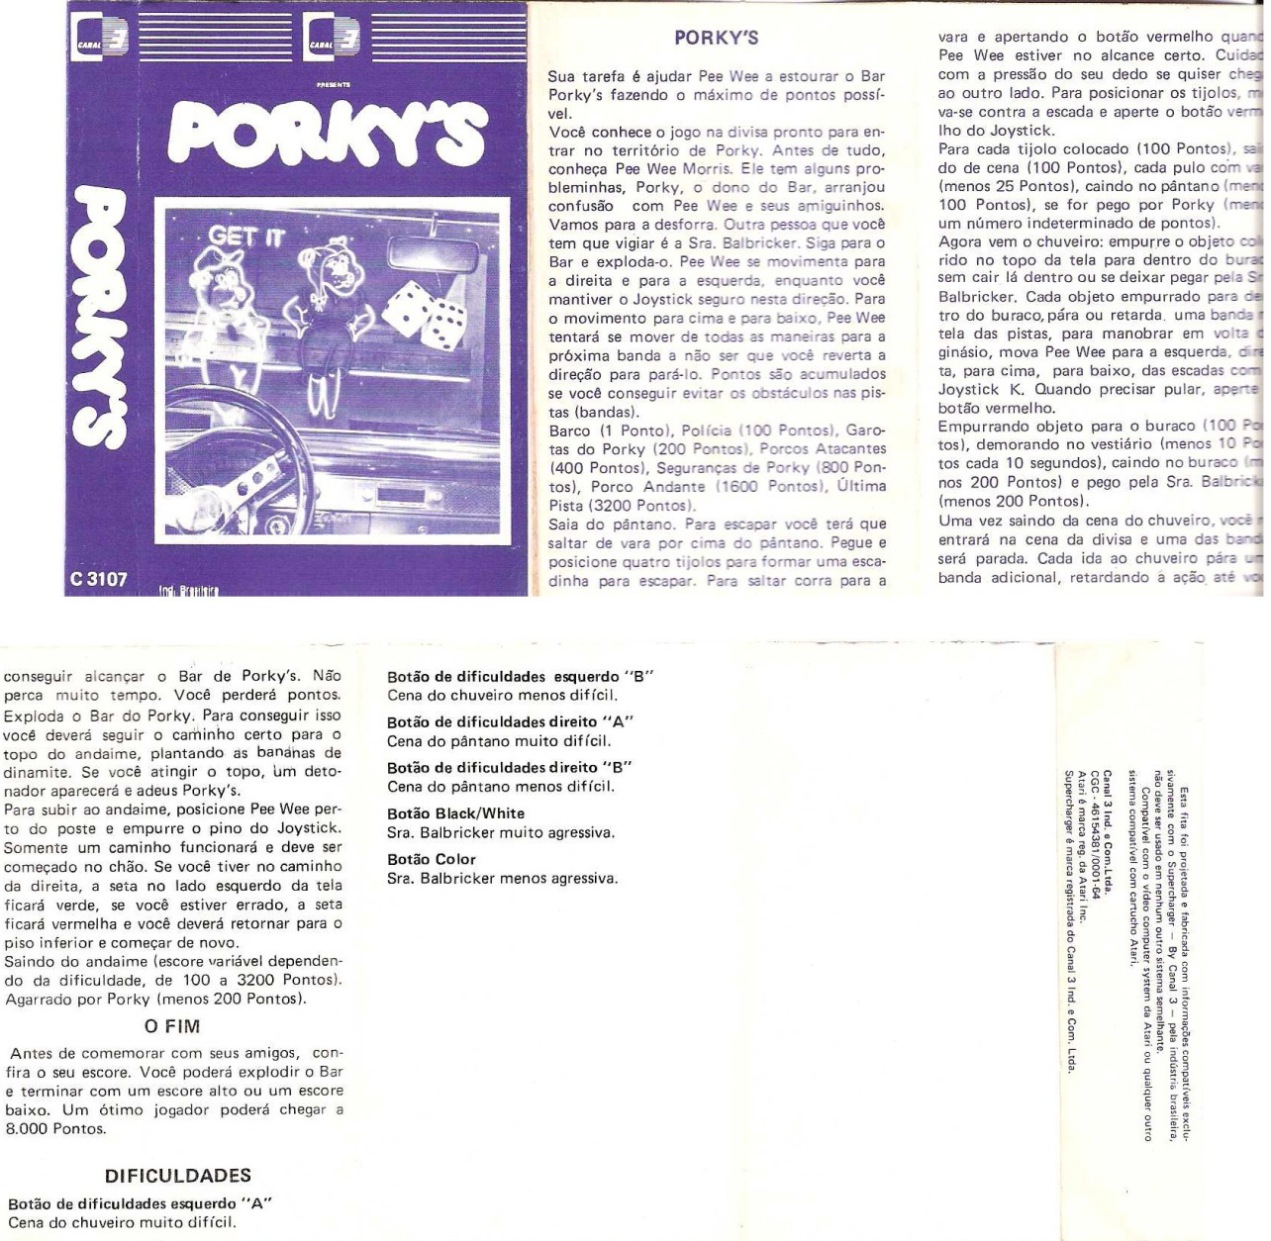 CANAL 3
CANAL 3
PRESENTS
PORKY'S
PORKY'S
GET IT
C 3107
Ind. Brasileira
PORKY'S
Sua tarefa é ajudar Pee Wee a estourar o Bar
Porky's fazendo o máximo de pontos possí-
vel.
Você conhece o jogo na divisa pronto para en-
trar no território de Porky. Antes de tudo,
conheça Pee Wee Morris. Ele tem alguns pro-
bleminhas, Porky, o dono do Bar, arranjou
confusão com Pee Wee e seus amiguinhos.
Vamos para a desforra. Outra pessoa que você
tem que vigiar é a Sra. Balbricker. Siga para o
Bar e exploda-o. Pee Wee se movimenta para
a direita e para a esquerda, enquanto você
mantiver o Joystick seguro nesta direção. Para
o movimento para cima e para baixo, Pee Wee
tentará se mover de todas as maneiras para a
próxima banda a não ser que você reverta a
direção para pará-lo. Pontos são acumulados
se você conseguir evitar os obstáculos nas pis-
tas (bandas).
Barco (1 Ponto), Polícia (100 Pontos), Garo-
tas do Porky (200 Pontos), Porcos Atacantes
(400 Pontos), Seguranças de Porky (800 Pon-
tos), Porco Andante (1600 Pontos), Última
Pista (3200 Pontos).
Saia do pântano. Para escapar você terá que
saltar de vara por cima do pântano. Pegue e
posicione quatro tijolos para formar uma esca-
dinha para escapar. Para saltar corra para a
vara e apertando o botão vermelho
Pee Wee estiver no alcance certo.
com a pressão do seu dedo se quiser
ao outro lado. Para posicionar os tijolos,
va-se contra a escada e aperte o botão
lho do Joystick.
Para cada tijolo colocado (100 Pontos),
do de cena (100 Pontos), cada pulo com
(menos 25 Pontos), caindo no pântano
100 Pontos), se for pego por Porky
um número indeterminado de pontos).
Agora vem o chuveiro: empurre o objeto
rido no topo da tela para dentro do
sem cair lá dentro ou se deixar pegar pela
Balbricker. Cada objeto empurrado para
tro do buraco, pára ou retarda uma banda
tela das pistas, para manobrar em volta
ginásio, mova Pee Wee para a esquerda,
ta, para cima, para baixo, das escadas com
Joystick K. Quando precisar pular, aperte
botão vermelho.
Empurrando objeto para o buraco (100
tos), demorando no vestiário (menos 10
tos cada 10 segundos), caindo no buraco
nos 200 Pontos) e pego pela Sra.
(menos 200 Pontos).
Uma vez saindo da cena do chuveiro, você
entrará na cena da divisa e uma das
será parada. Cada ida ao chuveiro pára
banda adicional, retardando a ação até
conseguir alcançar o Bar de Porky's. Não
perca muito tempo. Você perderá pontos.
Exploda o Bar do Porky. Para conseguir isso
você deverá seguir o caminho certo para o
topo do andaime, plantando as bananas de
dinamite. Se você atingir o topo, um deto-
nador aparecerá e adeus Porky's.
Para subir ao andaime, posicione Pee Wee per-
to do poste e empurre o pino do Joystick.
Somente um caminho funcionará e deve ser
começado no chão. Se você tiver no caminho
da direita, a seta no lado esquerdo da tela
ficará verde, se você estiver errado, a seta
ficará vermelha e você deverá retornar para o
piso inferior e começar de novo.
Saindo do andaime (escore variável dependen-
do da dificuldade, de 100 a 3200 Pontos).
Agarrado por Porky (menos 200 Pontos).
O FIM
Antes de comemorar com seus amigos, con-
fira o seu escore. Você poderá explodir o Bar
e terminar com um escore alto ou um escore
baixo. Um ótimo jogador poderá chegar a
8.000 Pontos.
DIFICULDADES
Botão de dificuldades esquerdo "A"
Cena do chuveiro muito difícil.
Botão de dificuldades esquerdo "B"
Cena do chuveiro menos difícil.
Botão de dificuldades direito "A"
Cena do pântano muito difícil.
Botão de dificuldades direito "B"
Cena do pântano menos difícil.
Botão Black/White
Sra. Balbricker muito agressiva.
Botão Color
Sra. Balbricker menos agressiva.
Esta fita foi projetada e fabricada com informações compatíveis exclu-
sivamente com o Supercharger — By Canal 3 — pela indústria brasileira,
não deve ser usado em nenhum outro sistema semelhante.
Compatível com o vídeo computer system da Atari ou qualquer outro
sistema compatível com cartucho Atari.
Canal 3 Ind. e Com. Ltda.
CGC - 46154381/0001-64
Atari é marca reg. da Atari Inc.
Supercharger é marca registrada do Canal 3 Ind. e Com. Ltda.